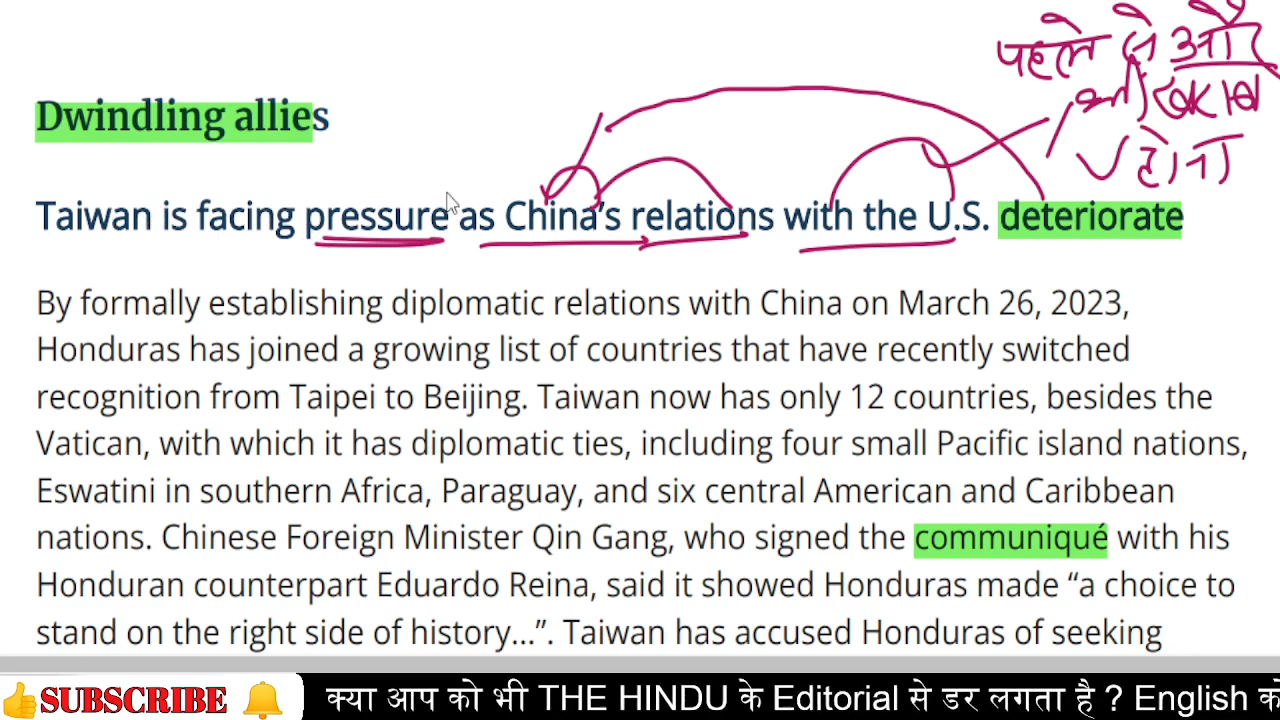 पहले से और
भी खराब
होना
Dwindling allies
Taiwan is facing pressure as China's relations with the U.S. deteriorate
By formally establishing diplomatic relations with China on March 26, 2023,
Honduras has joined a growing list of countries that have recently switched
recognition from Taipei to Beijing. Taiwan now has only 12 countries, besides the
Vatican, with which it has diplomatic ties, including four small Pacific island nations,
Eswatini in southern Africa, Paraguay, and six central American and Caribbean
nations. Chinese Foreign Minister Qin Gang, who signed the communiqué with his
Honduran counterpart Eduardo Reina, said it showed Honduras made “a choice to
stand on the right side of history...”. Taiwan has accused Honduras of seeking
SUBSCRIBE क्या आप को भी THE HINDU के Editorial से डर लगता है ? English को